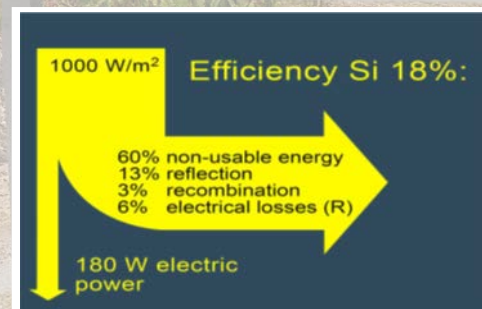 1000 W/m²
Efficiency Si 18%:
60% non-usable energy
13% reflection
3% recombination
6% electrical losses (R)
180 W electric
power